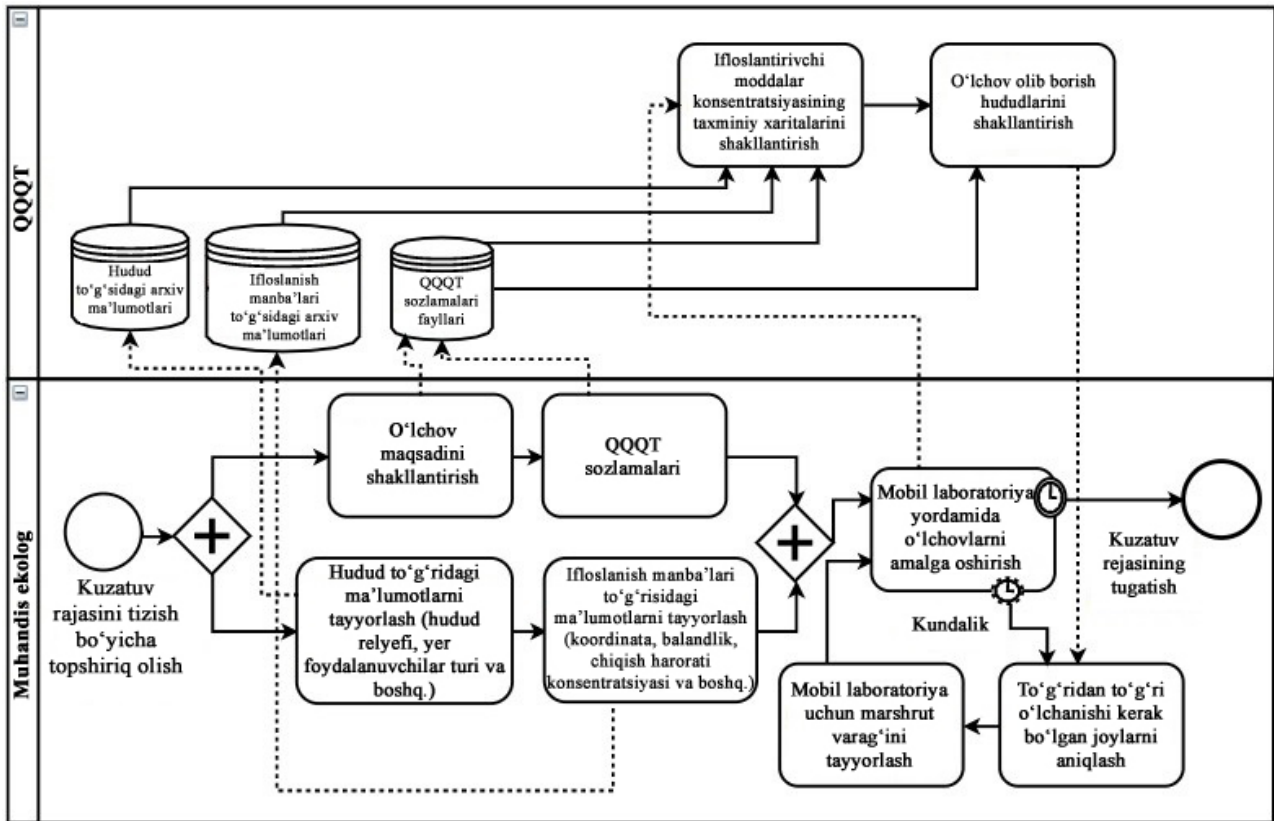 QQQT
Ifloslantirivchi
moddalar
konsentratsiyasining
taxminiy xaritalarini
shakllantirish
O‘lchov olib borish
hududlarini
shakllantirish
Hudud
to‘g‘sidagi arxiv
ma’lumotlari
Ifloslanish
manba’lari
to‘g‘sidagi arxiv
ma’lumotlari
QQQT
sozlamalari
fayllari
Muhandis ekolog
O‘lchov
maqsadini
shakllantirish
QQQT
sozlamalari
Kuzatuv
rajasini tizish
bo‘yicha
topshiriq olish
Hudud to‘g‘ridagi
ma’lumotlarni
tayyorlash (hudud
relyefi, yer
foydalanuvchilar turi va
boshq.)
Ifloslanish manba’lari
to‘g‘risidagi
ma’lumotlarni tayyorlash
(koordinata, balandlik,
chiqish harorati
konsentratsiyasi va boshq.)
Mobil laboratoriya
yordamida
o‘lchovlarni
amalga oshirish
Kuzatuv
rejasining
tugatish
Kundalik
Mobil laboratoriya
uchun marshrut
varag‘ini
tayyorlash
To‘g‘ridan to‘g‘ri
o‘lchanishi kerak
bo‘lgan joylarni
aniqlash